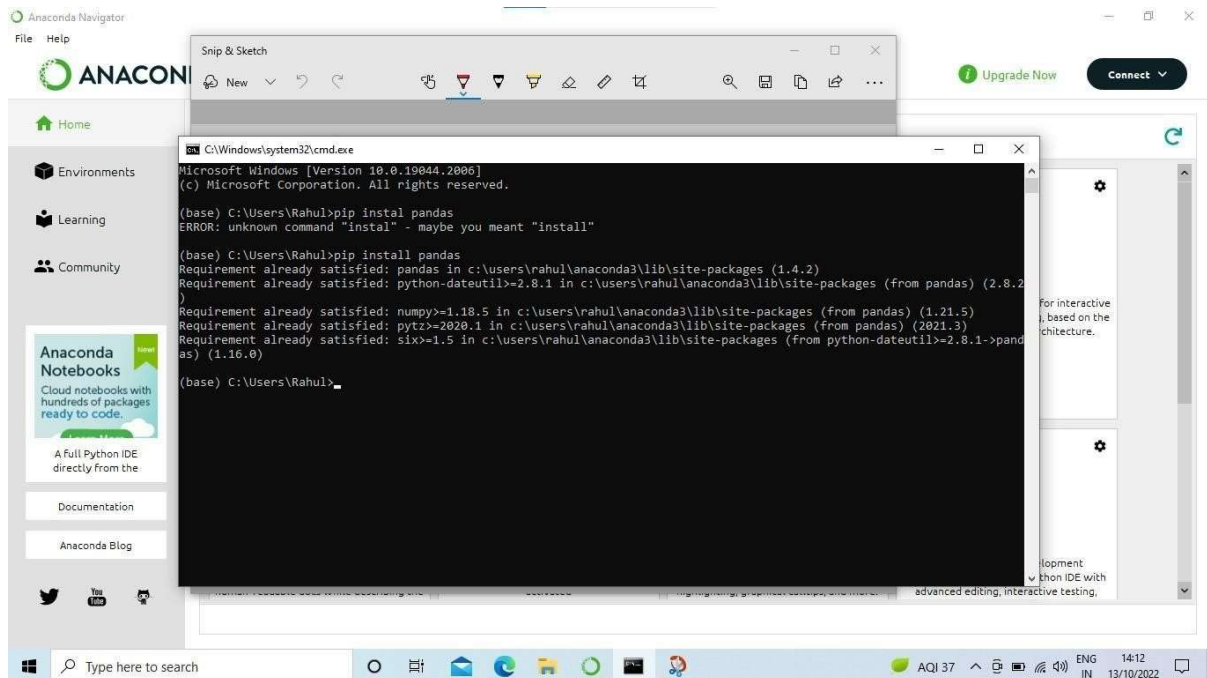 Anaconda Navigator
File Help
ANACON
Upgrade Now
Connect
Snip & Sketch
New
Home
Environments
Learning
Community
C:\Windows\system32\cmd.exe
Microsoft Windows [Version 10.0.19044.2006]
(c) Microsoft Corporation. All rights reserved.
(base) C:\Users\Rahul>pip instal pandas
ERROR: unknown command "instal" - maybe you meant "install"
(base) C:\Users\Rahul>pip install pandas
Requirement already satisfied: pandas in c:\users\rahul\anaconda3\lib\site-packages (1.4.2)
Requirement already satisfied: python-dateutil>=2.8.1 in c:\users\rahul\anaconda3\lib\site-packages (from pandas) (2.8.2
)
Requirement already satisfied: numpy>=1.18.5 in c:\users\rahul\anaconda3\lib\site-packages (from pandas) (1.21.5)
Requirement already satisfied: pytz>=2020.1 in c:\users\rahul\anaconda3\lib\site-packages (from pandas) (2021.3)
Requirement already satisfied: six>=1.5 in c:\users\rahul\anaconda3\lib\site-packages (from python-dateutil>=2.8.1->pand
as) (1.16.0)
(base) C:\Users\Rahul>
for interactive
, based on the
rchitecture.
lopment
thon IDE with
advanced editing, interactive testing,
Anaconda
Notebooks
New!
Cloud notebooks with
hundreds of packages
ready to code.
A full Python IDE
directly from the
Documentation
Anaconda Blog
You
Tube
Type here to search
AQI 37
ENG
IN
14:12
13/10/2022